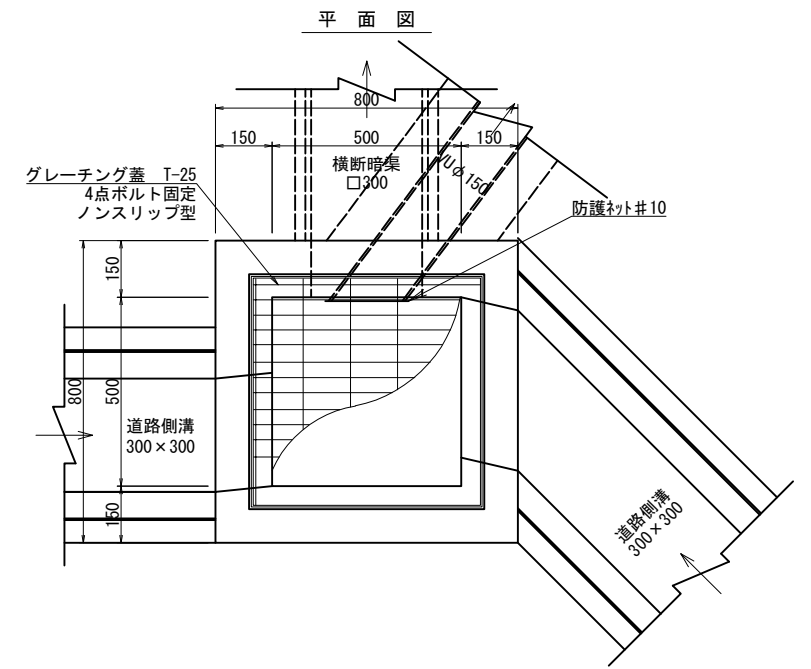 平 面 図
800
150
500
150
横断暗渠
□300
VUφ150
グレーチング蓋 T-25
4点ボルト固定
ノンスリップ型
防護ネット#10
150
500
800
150
道路側溝
300×300
道路側溝
300×300